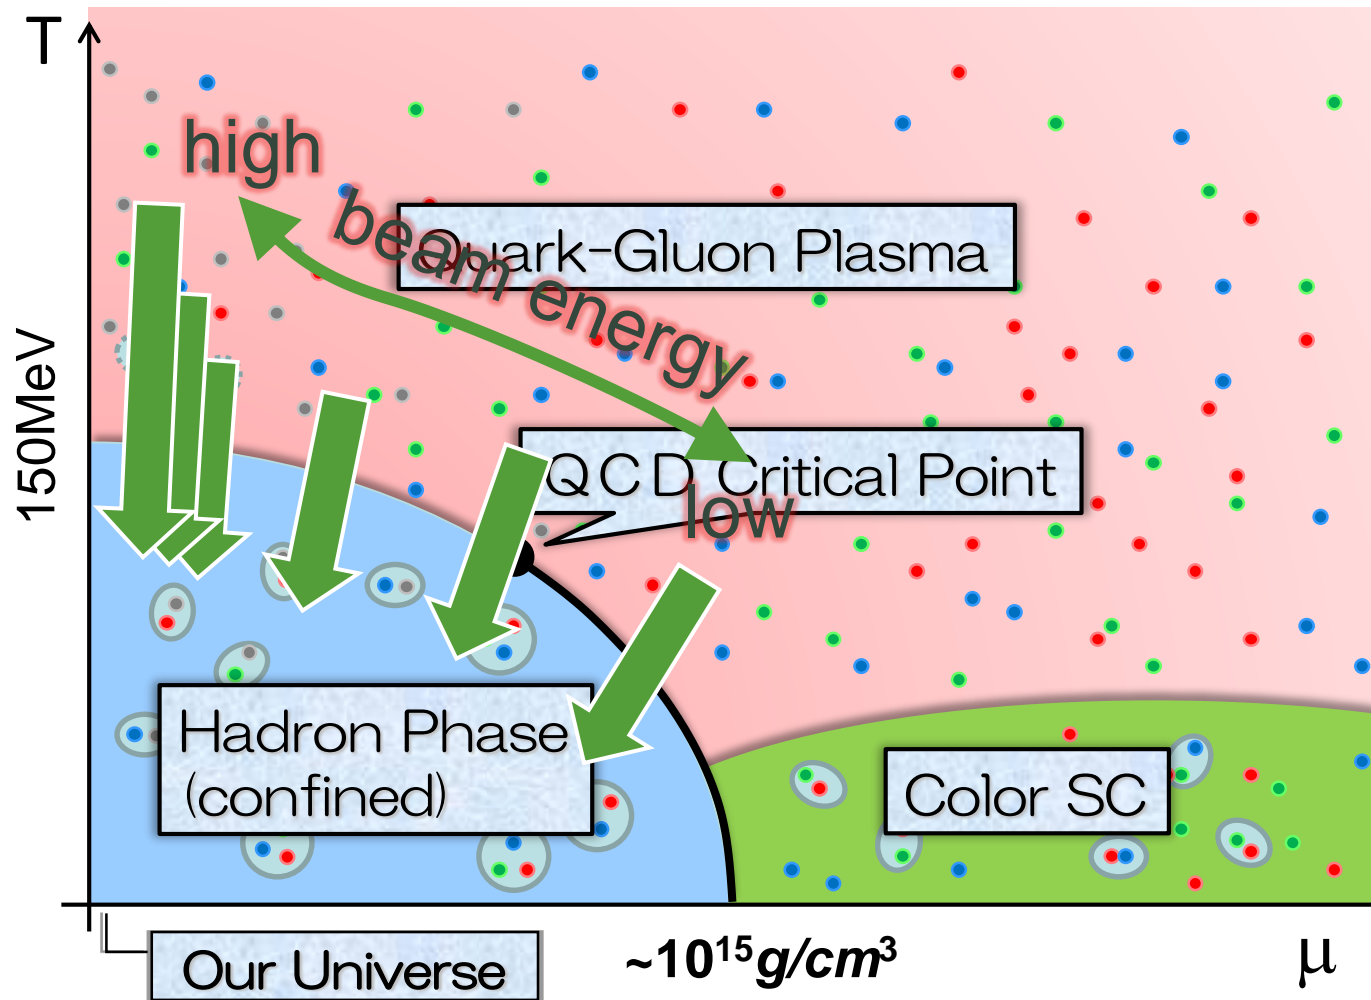 T
high
beam energy
Quark-Gluon Plasma
150MeV
QCD Critical Point
low
Hadron Phase
(confined)
Color SC
Our Universe
~10¹⁵g/cm³
μ